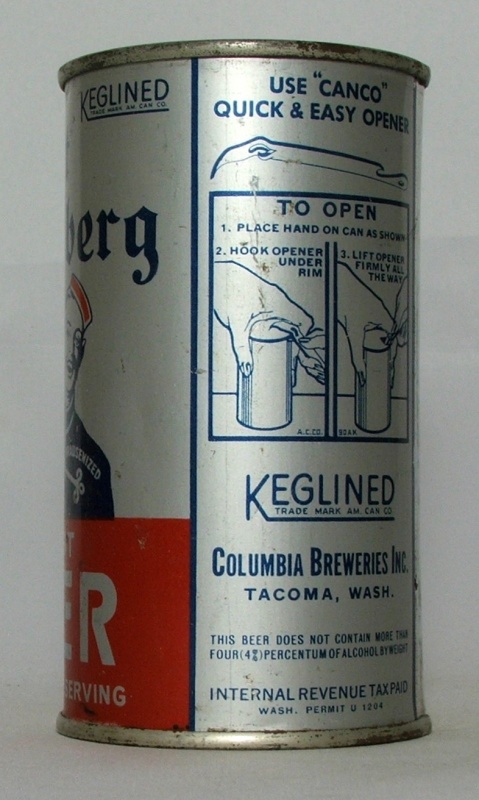 KEGLINED
TRADE MARK AM. CAN CO.
berg
HOUSENIZED
ST
ER
SERVING
USE "CANCO"
QUICK & EASY OPENER
TO OPEN
1. PLACE HAND ON CAN AS SHOWN
2. HOOK OPENER
UNDER
RIM
3. LIFT OPENER
FIRMLY ALL
THE WAY
A.C.CO.
90 A K
KEGLINED
TRADE MARK AM. CAN CO.
COLUMBIA BREWERIES INC.
TACOMA, WASH.
THIS BEER DOES NOT CONTAIN MORE THAN
FOUR (4%) PERCENTUM OF ALCOHOL BY WEIGHT
INTERNAL REVENUE TAX PAID
WASH. PERMIT U 1204